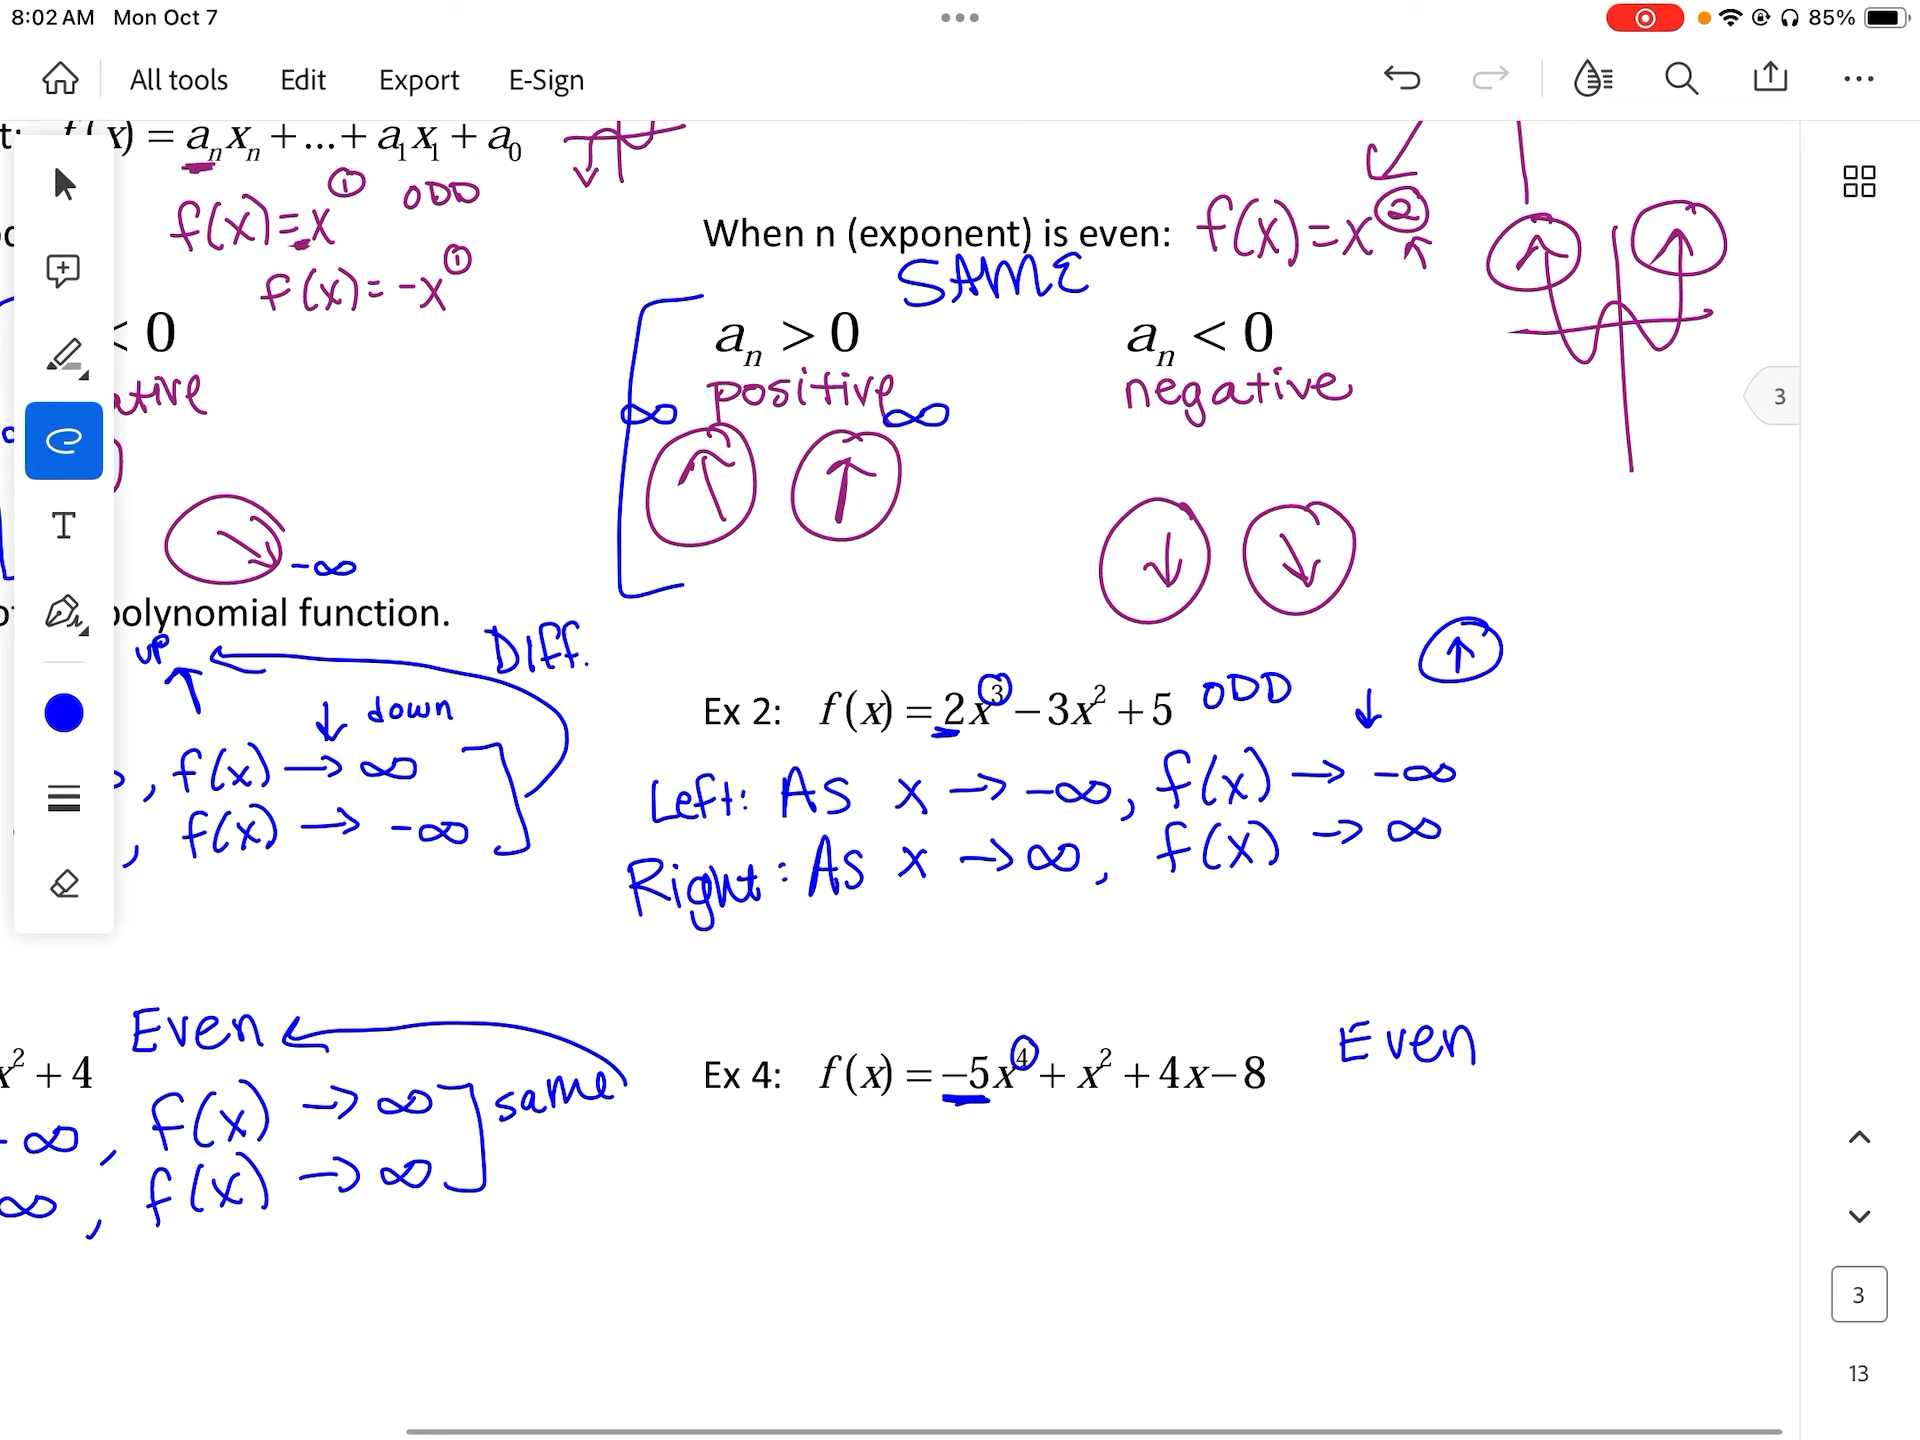 8:02 AM Mon Oct 7
85%
All tools Edit Export E-Sign
t: f(x) = aₙxₙ + ... + a₁x₁ + a₀
f(x) = x¹ ODD
f(x) = -x¹
< 0
ative
-∞
polynomial function.
When n (exponent) is even: f(x) = x²
SAME
aₙ > 0 aₙ < 0
positive negative
∞ ∞
up
↑
Diff.
↓ down
, f(x) → ∞
, f(x) → -∞
Ex 2: f(x) = 2x³ − 3x² + 5 ODD
Left: As x → -∞, f(x) → -∞
Right: As x → ∞, f(x) → ∞
Even
x² + 4
-∞, f(x) → ∞ same
∞, f(x) → ∞
Ex 4: f(x) = −5x⁴ + x² + 4x − 8 Even
3
3
13